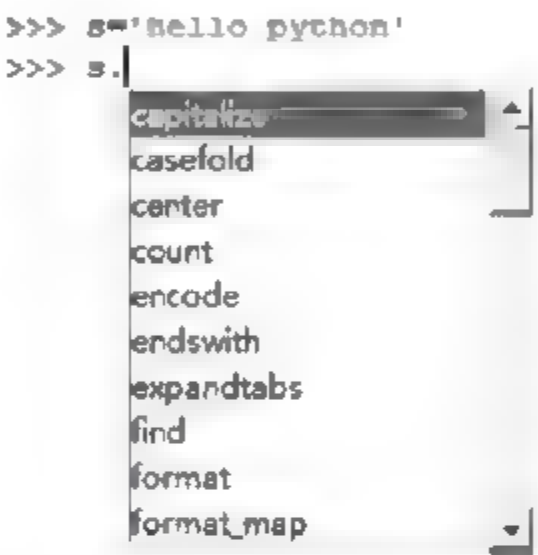 >>> s='hello python'
>>> s.
capitalize
casefold
center
count
encode
endswith
expandtabs
find
format
format_map